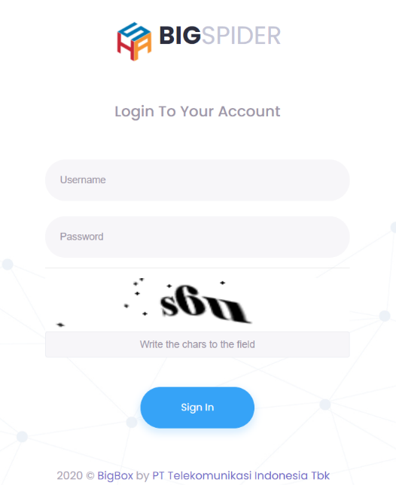 BIGSPIDER
Login To Your Account
Username
Password
Write the chars to the field
Sign In
2020 © BigBox by PT Telekomunikasi Indonesia Tbk